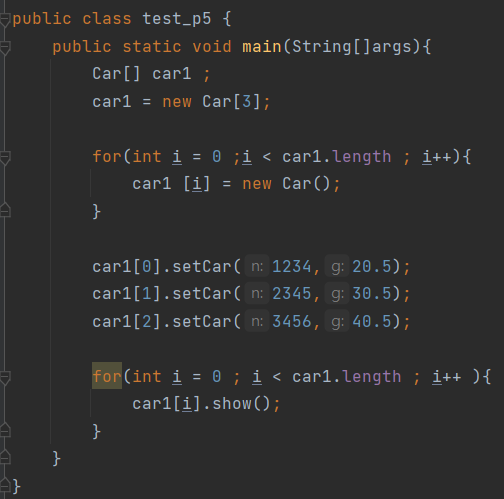 public class test_p5 {
public static void main(String[]args){
Car[] car1 ;
car1 = new Car[3];
for(int i = 0 ;i < car1.length ; i++){
car1 [i] = new Car();
}
car1[0].setCar( n: 1234, g: 20.5);
car1[1].setCar( n: 2345, g: 30.5);
car1[2].setCar( n: 3456, g: 40.5);
for(int i = 0 ; i < car1.length ; i++ ){
car1[i].show();
}
}
}